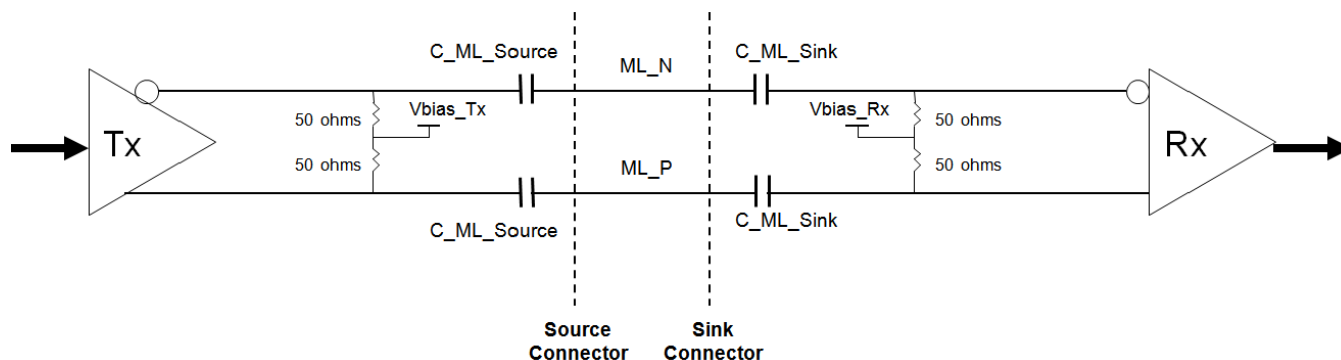 C_ML_Source
ML_N
C_ML_Sink
50 ohms
Vbias_Tx
Vbias_Rx
50 ohms
Tx
50 ohms
50 ohms
Rx
ML_P
C_ML_Source
C_ML_Sink
Source
Connector
Sink
Connector